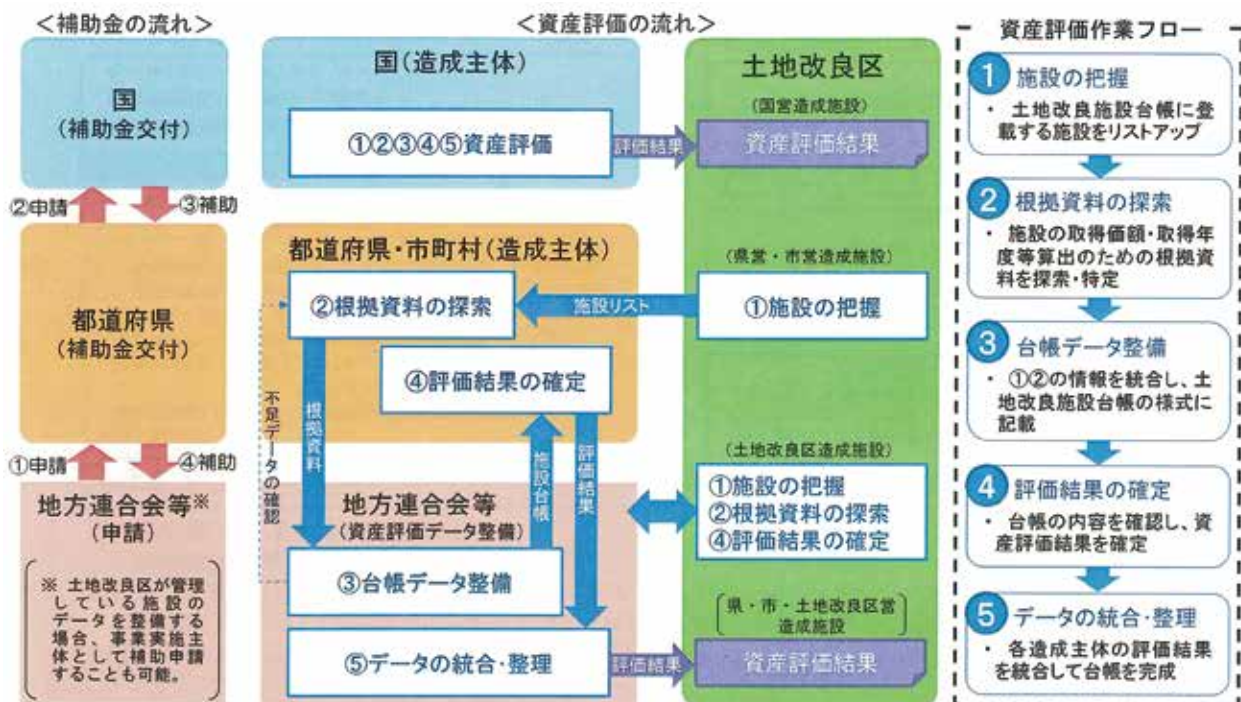 ＜補助金の流れ＞
国
(補助金交付)
②申請
③補助
都道府県
(補助金交付)
①申請
④補助
地方連合会等※
(申請)
※ 土地改良区が管理
している施設の
データを整備する
場合、事業実施主
体として補助申請
することも可能。
＜資産評価の流れ＞
国(造成主体)
①②③④⑤資産評価
評価結果
土地改良区
(国営造成施設)
資産評価結果
都道府県・市町村(造成主体)
②根拠資料の探索
施設リスト
(県営・市営造成施設)
①施設の把握
④評価結果の確定
不足データの確認
根拠資料
施設台帳
評価結果
地方連合会等
(資産評価データ整備)
③台帳データ整備
(土地改良区造成施設)
①施設の把握
②根拠資料の探索
④評価結果の確定
⑤データの統合・整理
評価結果
県・市・土地改良区営
造成施設
資産評価結果
資産評価作業フロー
1 施設の把握
・ 土地改良施設台帳に登
載する施設をリストアップ
2 根拠資料の探索
・ 施設の取得価額・取得年
度等算出のための根拠資
料を探索・特定
3 台帳データ整備
・ ①②の情報を統合し、土
地改良施設台帳の様式に
記載
4 評価結果の確定
・ 台帳の内容を確認し、資
産評価結果を確定
5 データの統合・整理
・ 各造成主体の評価結果
を統合して台帳を完成